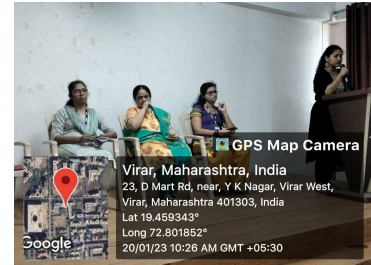 GPS Map Camera
Virar, Maharashtra, India
23, D Mart Rd, near, Y K Nagar, Virar West,
Virar, Maharashtra 401303, India
Lat 19.459343°
Long 72.801852°
20/01/23 10:26 AM GMT +05:30
Google